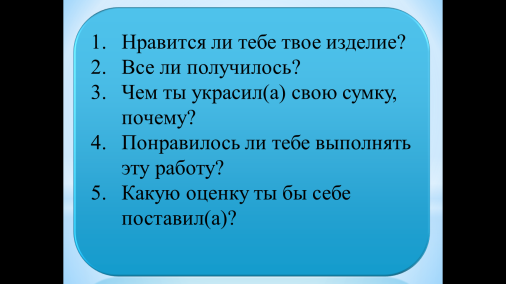 1. Нравится ли тебе твое изделие?
2. Все ли получилось?
3. Чем ты украсил(а) свою сумку,
почему?
4. Понравилось ли тебе выполнять
эту работу?
5. Какую оценку ты бы себе
поставил(а)?